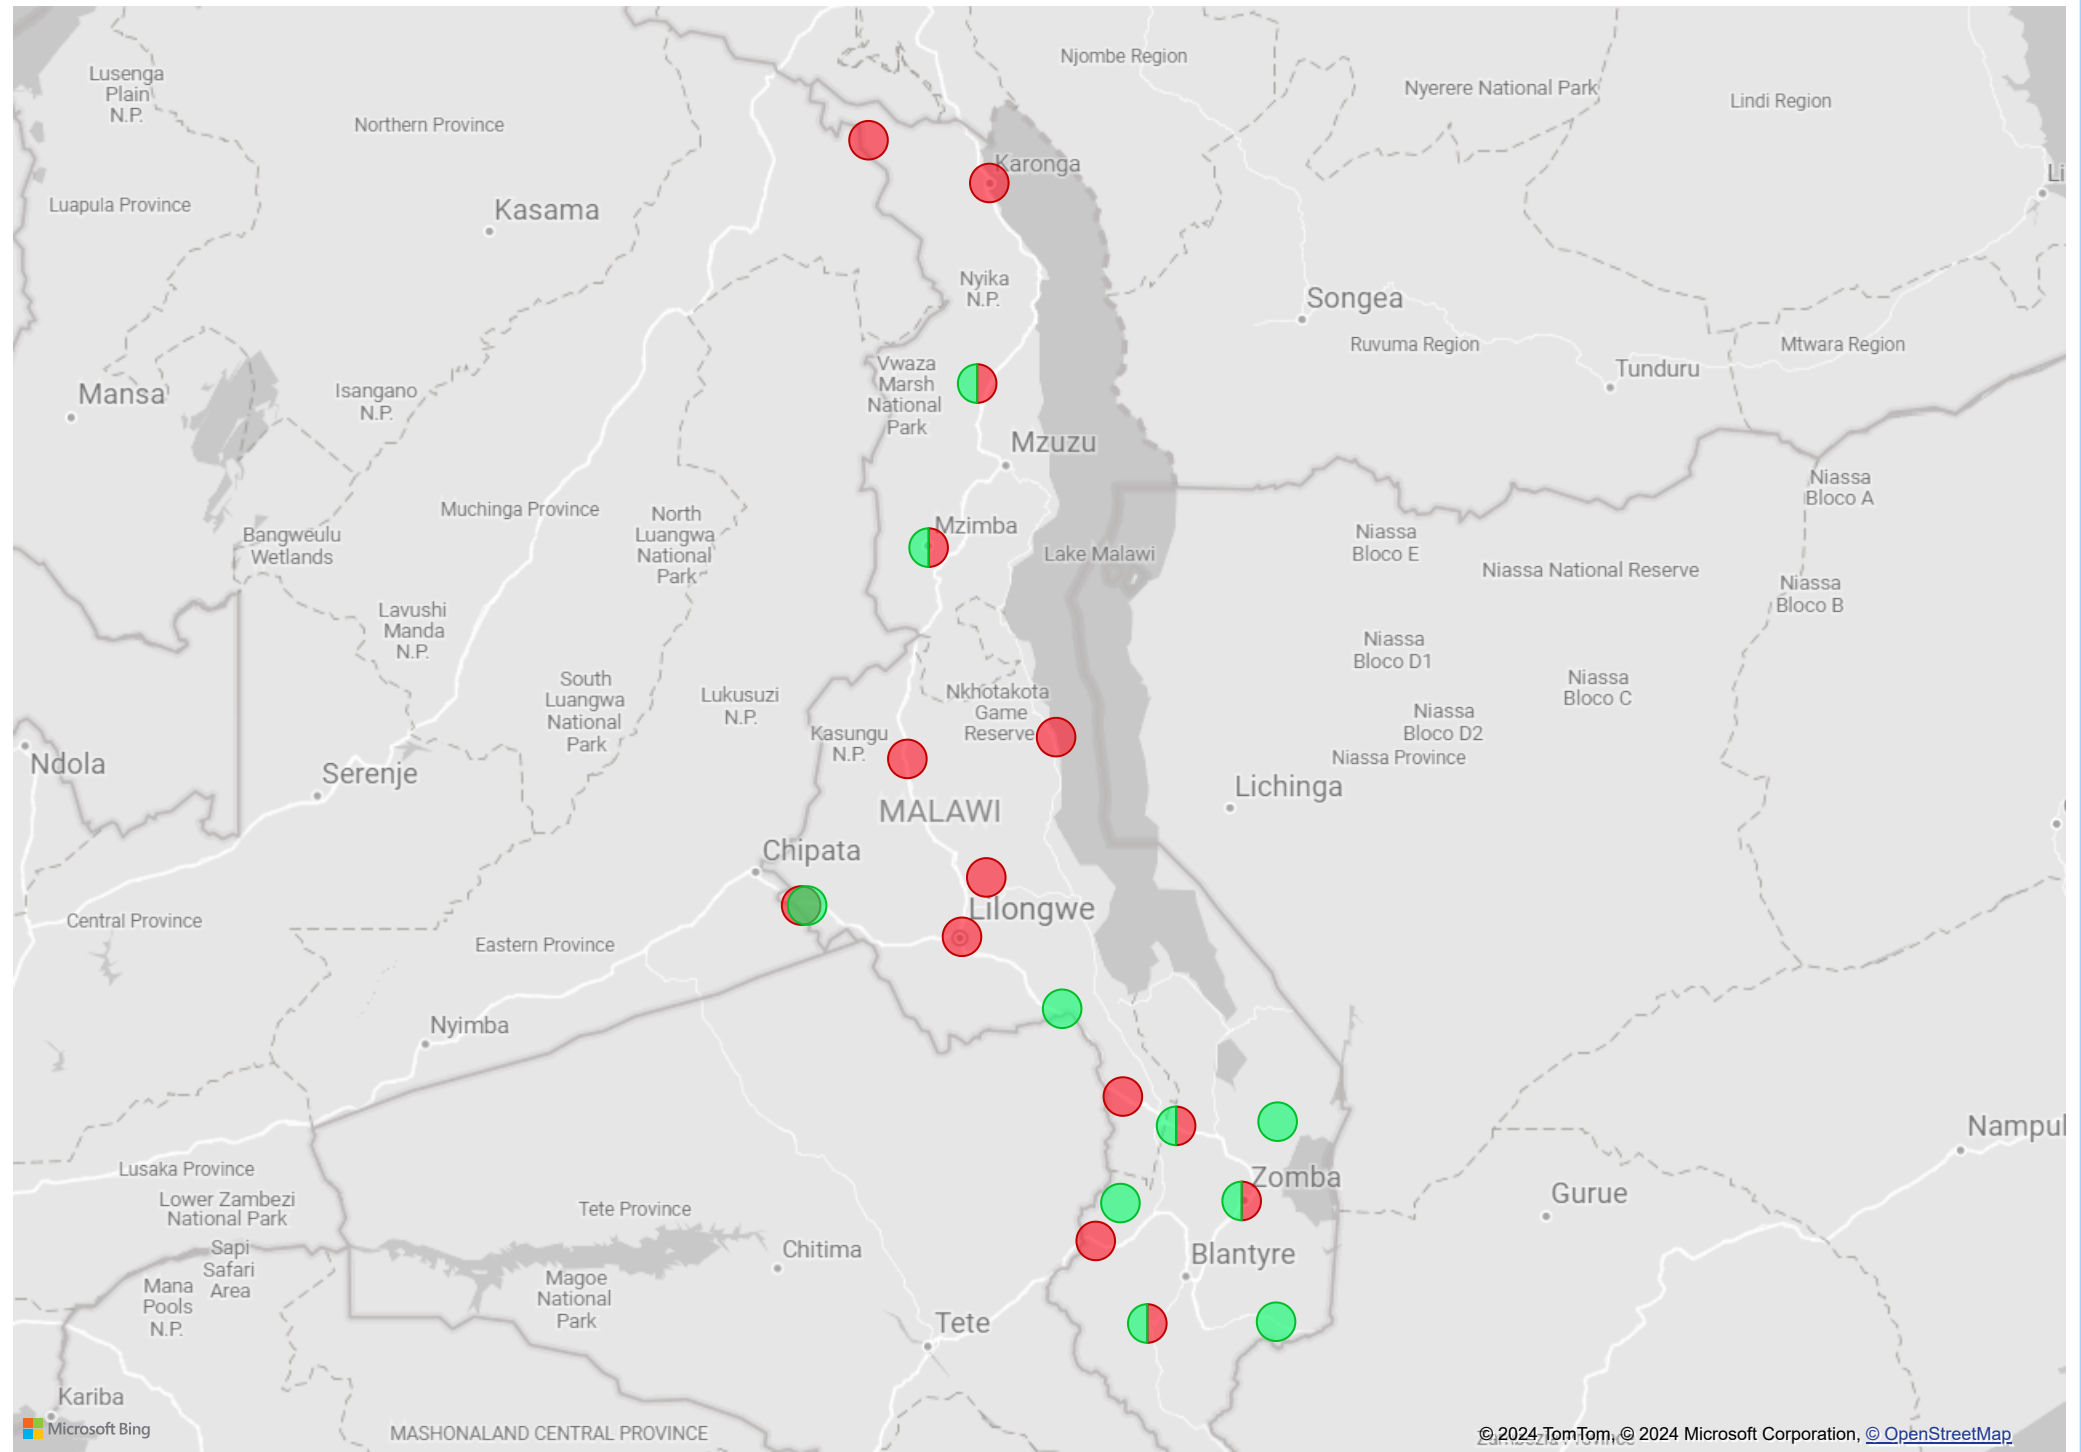 Njombe Region
Lusenga
Plain
N.P.
Nyerere National Park
Lindi Region
Northern Province
Karonga
Li
Luapula Province
Kasama
Nyika
N.P.
Songea
Ruvuma Region
Mtwara Region
Tunduru
Vwaza
Marsh
National
Park
Mansa
Isangano
N.P.
Mzuzu
Niassa
Bloco A
Muchinga Province
North
Luangwa
National
Park
Bangweulu
Wetlands
Mzimba
Lake Malawi
Niassa
Bloco E
Niassa National Reserve
Niassa
Bloco B
Lavushi
Manda
N.P.
Niassa
Bloco D1
South
Luangwa
National
Park
Lukusuzi
N.P.
Nkhotakota
Game
Reserve
Niassa
Bloco C
Niassa
Bloco D2
Kasungu
N.P.
Niassa Province
Ndola
Serenje
Lichinga
MALAWI
Chipata
Lilongwe
Central Province
Eastern Province
Nyimba
Nampul
Lusaka Province
Zomba
Lower Zambezi
National Park
Tete Province
Gurue
Sapi
Safari
Area
Chitima
Blantyre
Mana
Pools
N.P.
Magoe
National
Park
Tete
Kariba
Microsoft Bing
MASHONALAND CENTRAL PROVINCE
Zambezia Province
© 2024 TomTom, © 2024 Microsoft Corporation, © OpenStreetMap